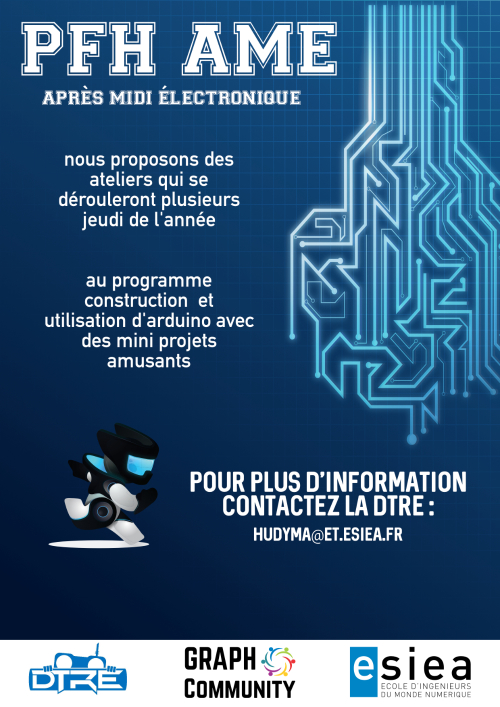 PFH AME
APRÈS MIDI ÉLECTRONIQUE
nous proposons des
ateliers qui se
dérouleront plusieurs
jeudi de l'année
au programme
construction et
utilisation d'arduino avec
des mini projets
amusants
POUR PLUS D'INFORMATION
CONTACTEZ LA DTRE :
HUDYMA@ET.ESIEA.FR
DTRE
GRAPH
COMMUNITY
esiea
ECOLE D'INGENIEURS
DU MONDE NUMERIQUE